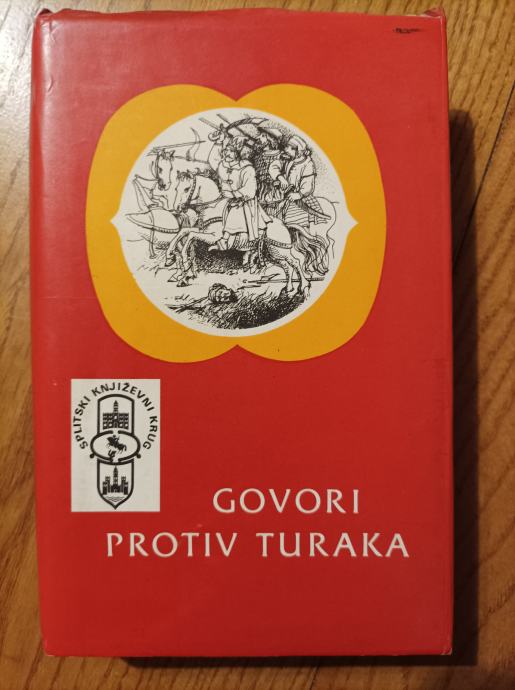 SPLITSKI KNJIŽEVNI KRUG
GOVORI
PROTIV TURAKA